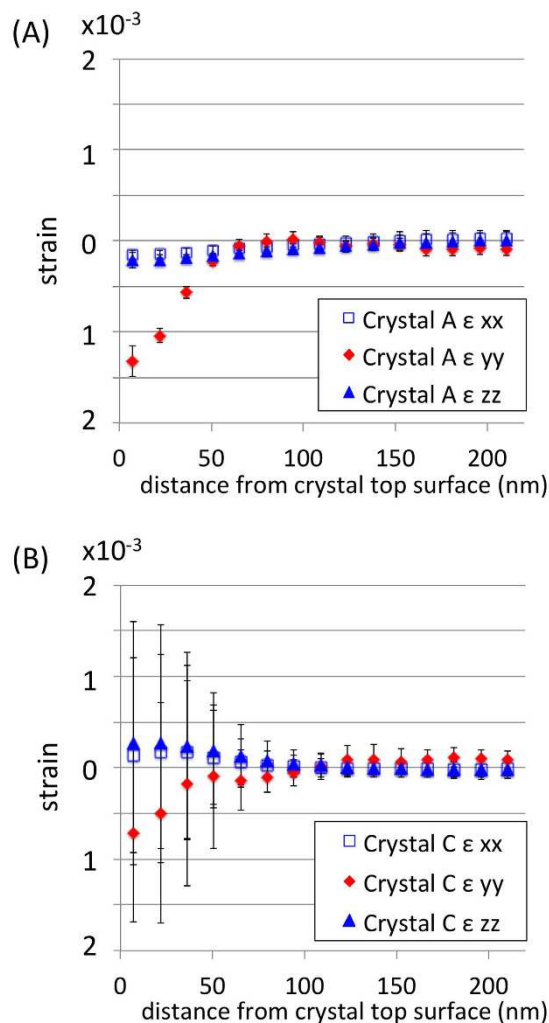 (A)
x10-3
2
1
0
1
2
strain
Crystal A ε xx
Crystal A ε yy
Crystal A ε zz
0 50 100 150 200
distance from crystal top surface (nm)
(B)
x10-3
2
1
0
1
2
strain
Crystal C ε xx
Crystal C ε yy
Crystal C ε zz
0 50 100 150 200
distance from crystal top surface (nm)